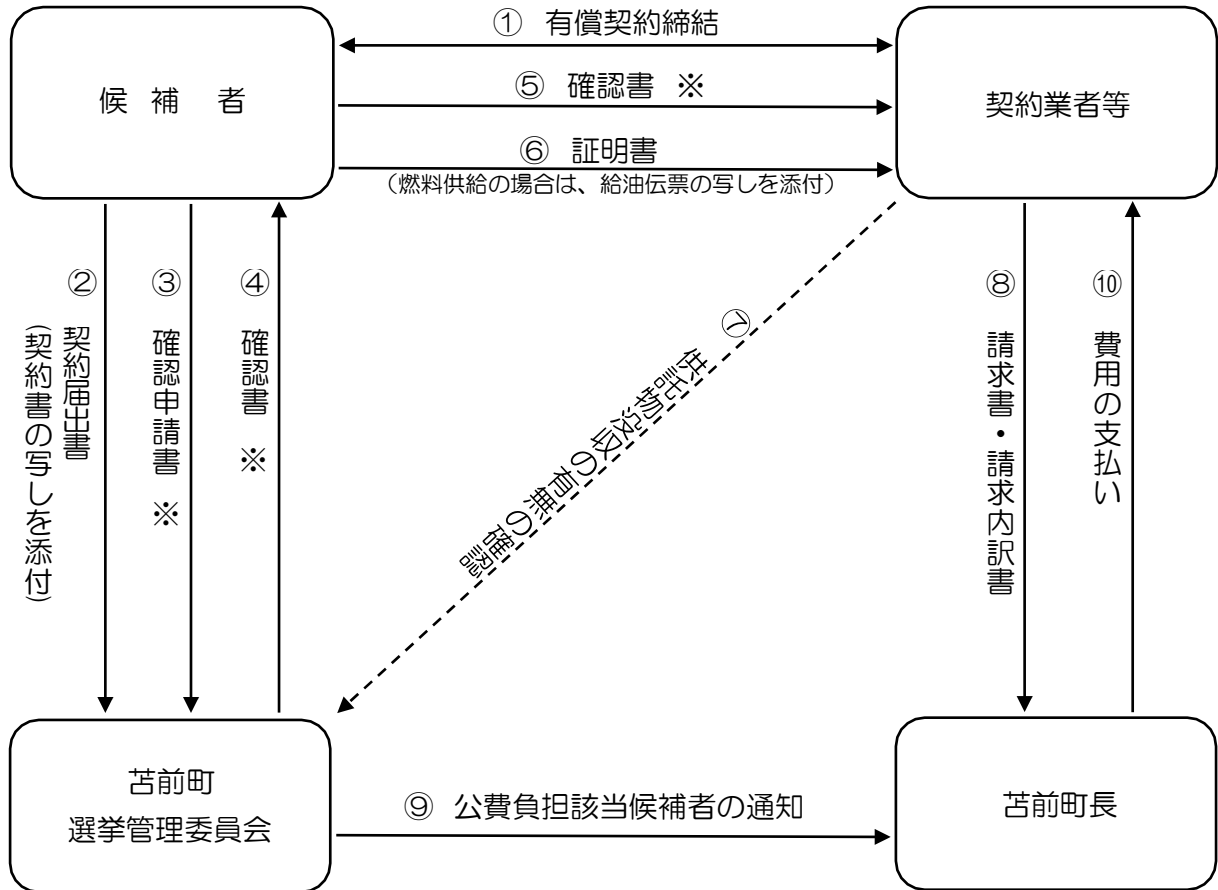 ① 有償契約締結
候 補 者
⑤ 確認書 ※
契約業者等
⑥ 証明書
（燃料供給の場合は、給油伝票の写しを添付）
② 契約届出書
(契約書の写しを添付)
③ 確認申請書 ※
④ 確認書 ※
⑦ 供託物没収の有無の確認
⑧ 請求書・請求内訳書
⑩ 費用の支払い
苫前町
選挙管理委員会
⑨ 公費負担該当候補者の通知
苫前町長